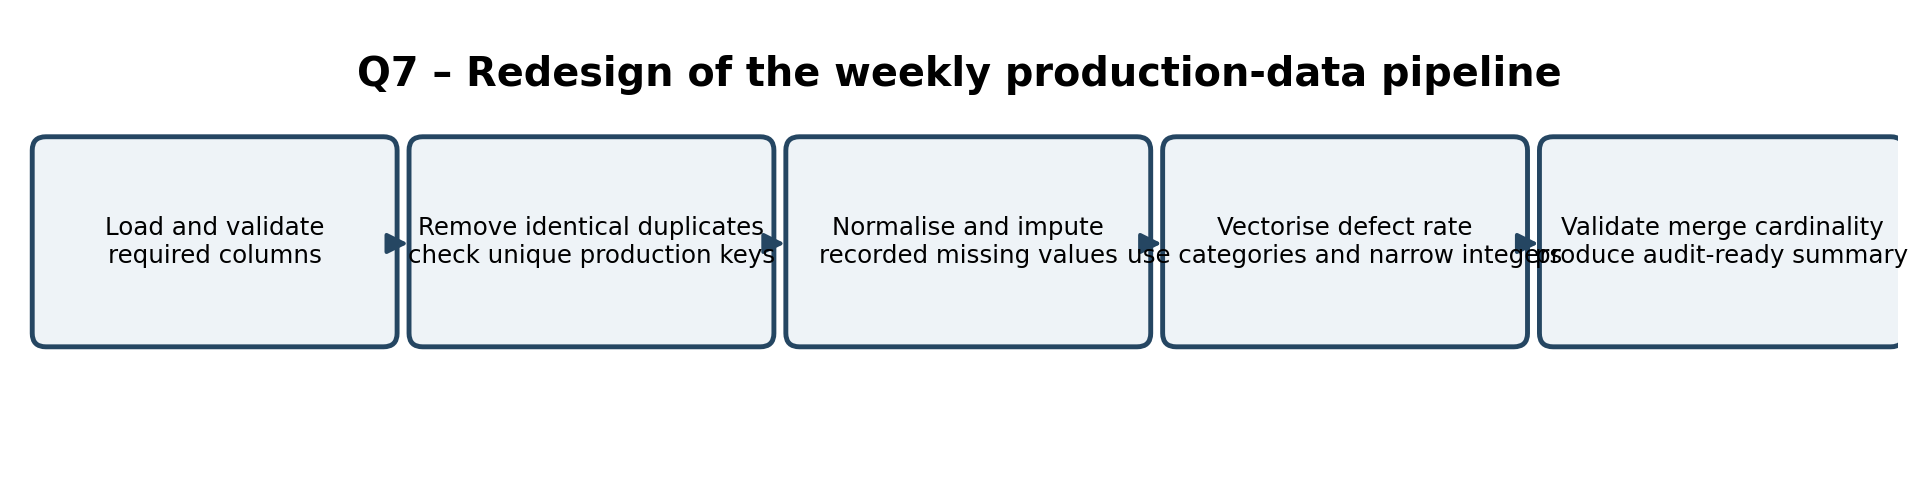 Q7 – Redesign of the weekly production-data pipeline
Load and validate
required columns
Remove identical duplicates
check unique production keys
Normalise and impute
recorded missing values
Vectorise defect rate
use categories and narrow integers
Validate merge cardinality
produce audit-ready summary